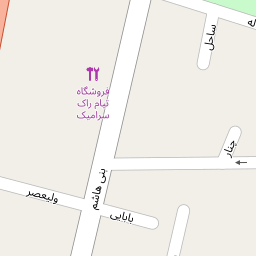 ساحل
فروشگاه
تیام راک
سرامیک
چنار
بنی هاشم
ولیعصر
بابایی